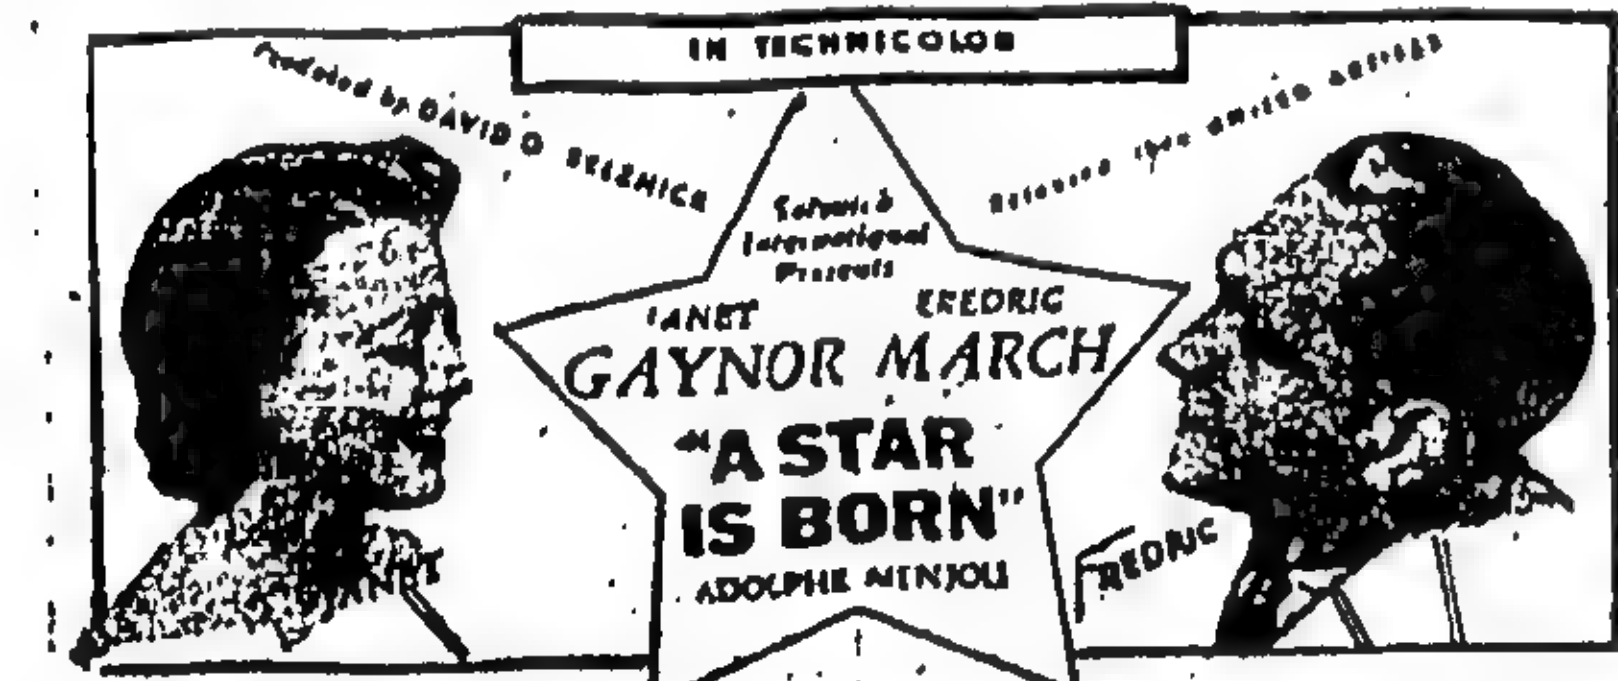 IN TECHNICOLOR
Produced by DAVID O SELZNICK
Released thru UNITED ARTISTS
Selznick
International
Presents
JANET FREDRIC
GAYNOR MARCH
"A STAR
IS BORN"
ADOLPHE MENJOU
JANET
FREDRIC